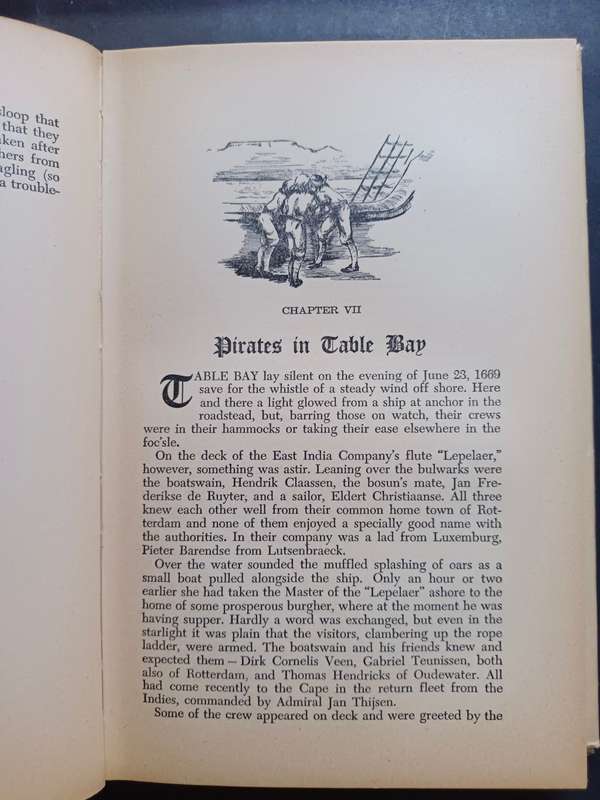 sloop that
that they
aken after
hers from
agling (so
a trouble-
CHAPTER VII
Pirates in Table Bay
TABLE BAY lay silent on the evening of June 23, 1669
save for the whistle of a steady wind off shore. Here
and there a light glowed from a ship at anchor in the
roadstead, but, barring those on watch, their crews
were in their hammocks or taking their ease elsewhere in the
foc'sle.
On the deck of the East India Company's flute "Lepelaer,"
however, something was astir. Leaning over the bulwarks were
the boatswain, Hendrik Claassen, the bosun's mate, Jan Fre-
derikse de Ruyter, and a sailor, Eldert Christiaanse. All three
knew each other well from their common home town of Rot-
terdam and none of them enjoyed a specially good name with
the authorities. In their company was a lad from Luxemburg,
Pieter Barendse from Lutsenbraeck.
Over the water sounded the muffled splashing of oars as a
small boat pulled alongside the ship. Only an hour or two
earlier she had taken the Master of the "Lepelaer" ashore to the
home of some prosperous burgher, where at the moment he was
having supper. Hardly a word was exchanged, but even in the
starlight it was plain that the visitors, clambering up the rope
ladder, were armed. The boatswain and his friends knew and
expected them — Dirk Cornelis Veen, Gabriel Teunissen, both
also of Rotterdam, and Thomas Hendricks of Oudewater. All
had come recently to the Cape in the return fleet from the
Indies, commanded by Admiral Jan Thijsen.
Some of the crew appeared on deck and were greeted by the